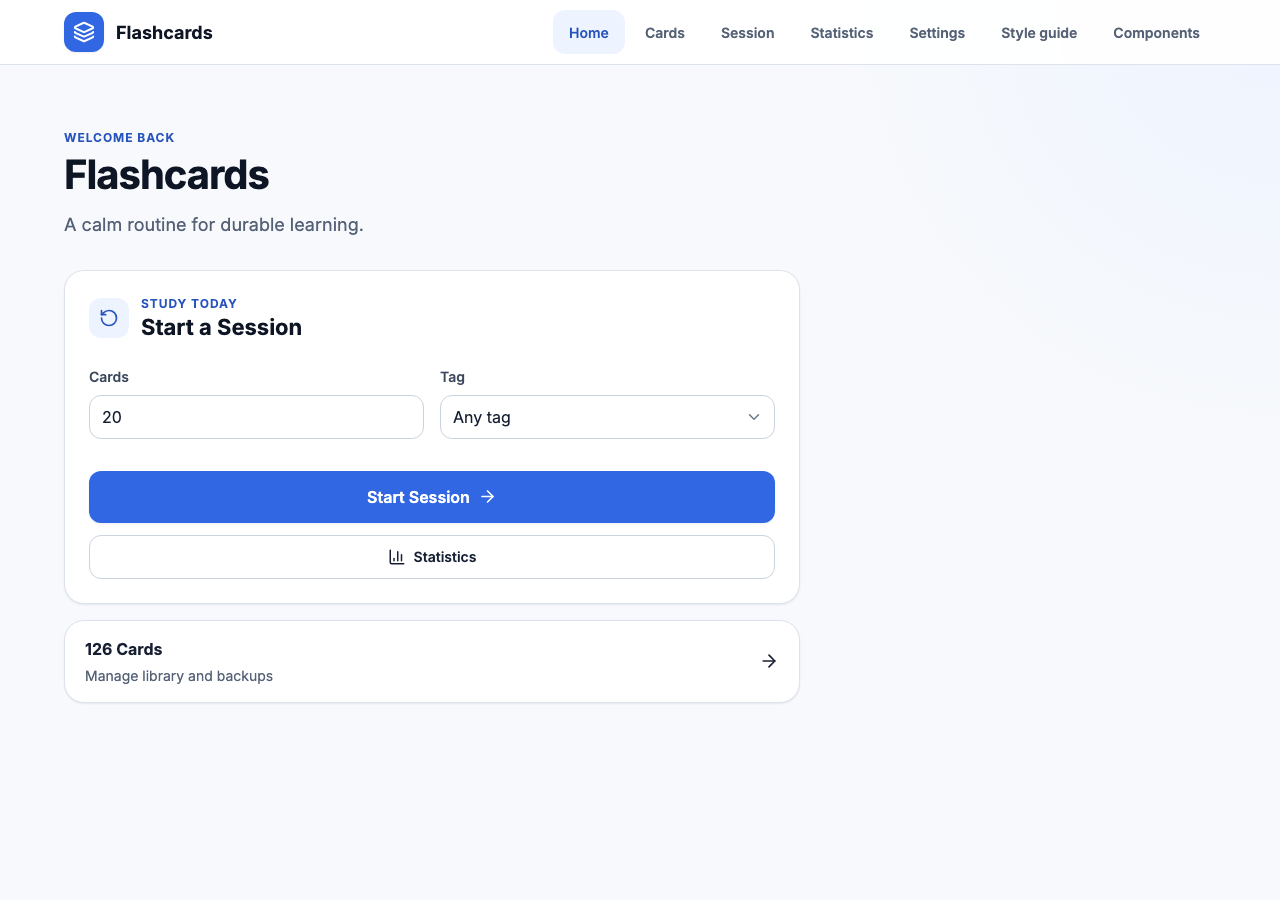 Flashcards
Home
Cards
Session
Statistics
Settings
Style guide
Components
WELCOME BACK
Flashcards
A calm routine for durable learning.
STUDY TODAY
Start a Session
Cards
Tag
20
Any tag
Start Session
Statistics
126 Cards
Manage library and backups